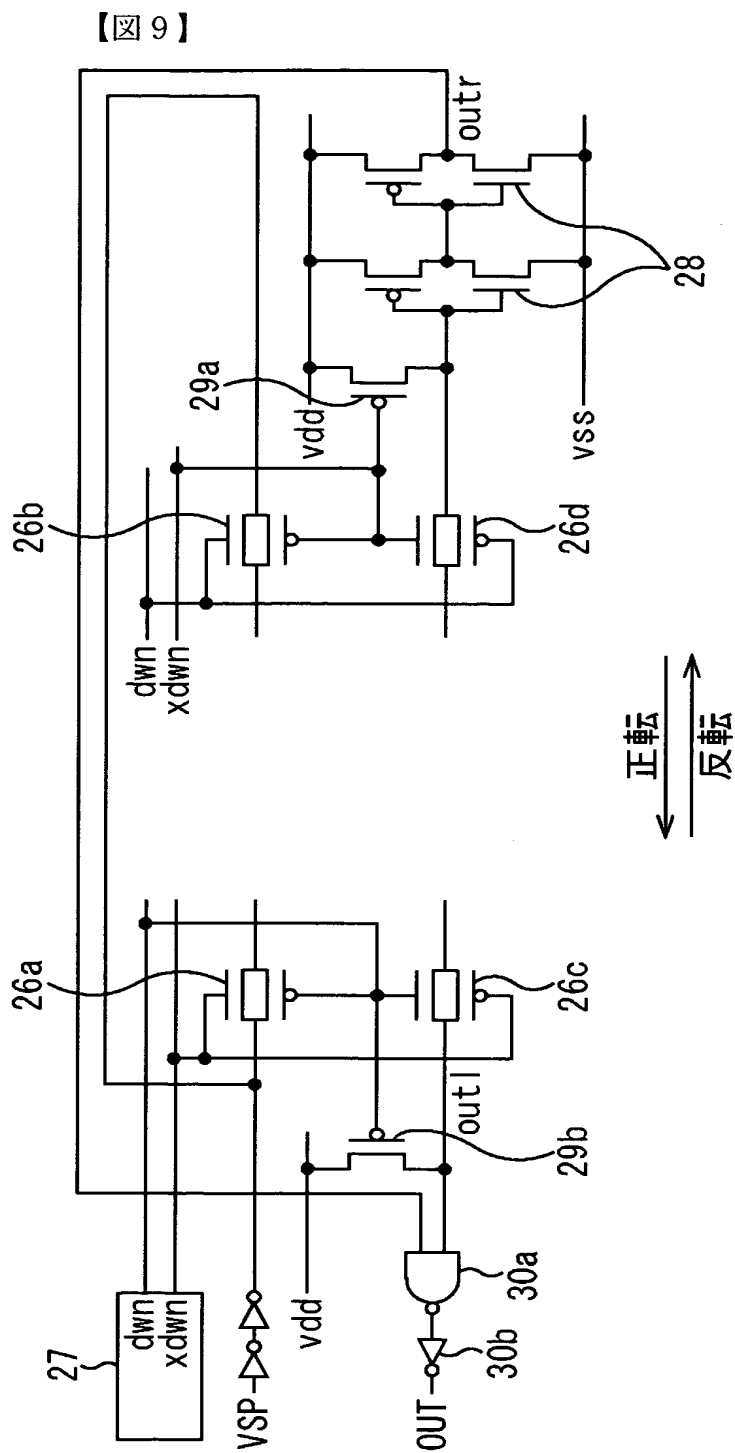 【図9】
27
dwn
xdwn
VSP
vdd
OUT
30b
30a
29b
outl
26a
26c
正転
反転
dwn
xdwn
26b
26d
29a
vdd
vss
28
outr